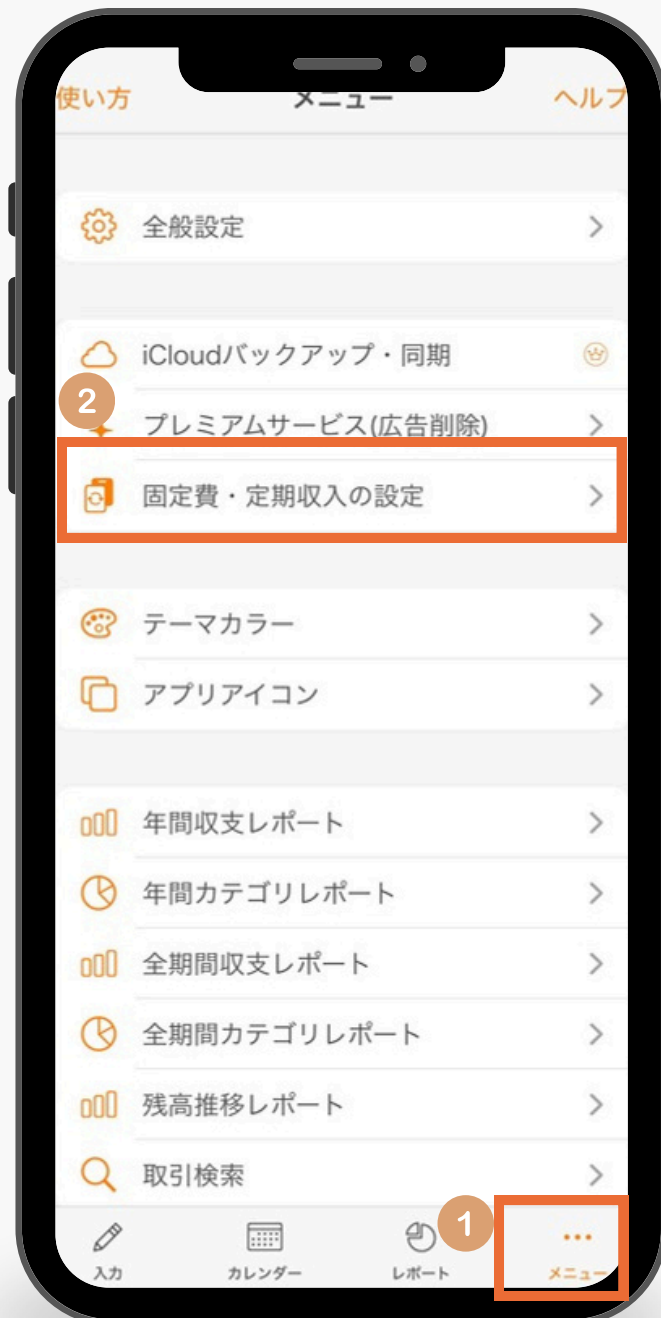 使い方 メニュー ヘルプ
全般設定
iCloudバックアップ・同期
2
プレミアムサービス(広告削除)
固定費・定期収入の設定
テーマカラー
アプリアイコン
年間収支レポート
年間カテゴリレポート
全期間収支レポート
全期間カテゴリレポート
残高推移レポート
取引検索
1
入力 カレンダー レポート メニュー